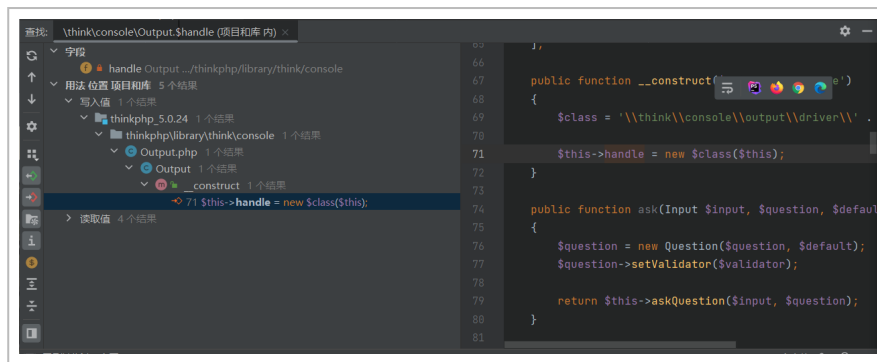 查找: \think\console\Output.$handle (项目和库 内) ×
字段
f handle Output .../thinkphp/library/think/console
用法 位置 项目和库 5 个结果
写入值 1 个结果
thinkphp_5.0.24 1 个结果
thinkphp\library\think\console 1 个结果
Output.php 1 个结果
Output 1 个结果
m __construct 1 个结果
71 $this->handle = new $class($this);
读取值 4 个结果
65 ];
66
67 public function __construct( e')
68 {
69 $class = '\\think\\console\\output\\driver\\' .
70
71 $this->handle = new $class($this);
72 }
73
74 public function ask(Input $input, $question, $defaul
75 {
76 $question = new Question($question, $default);
77 $question->setValidator($validator);
78
79 return $this->askQuestion($input, $question);
80 }
81